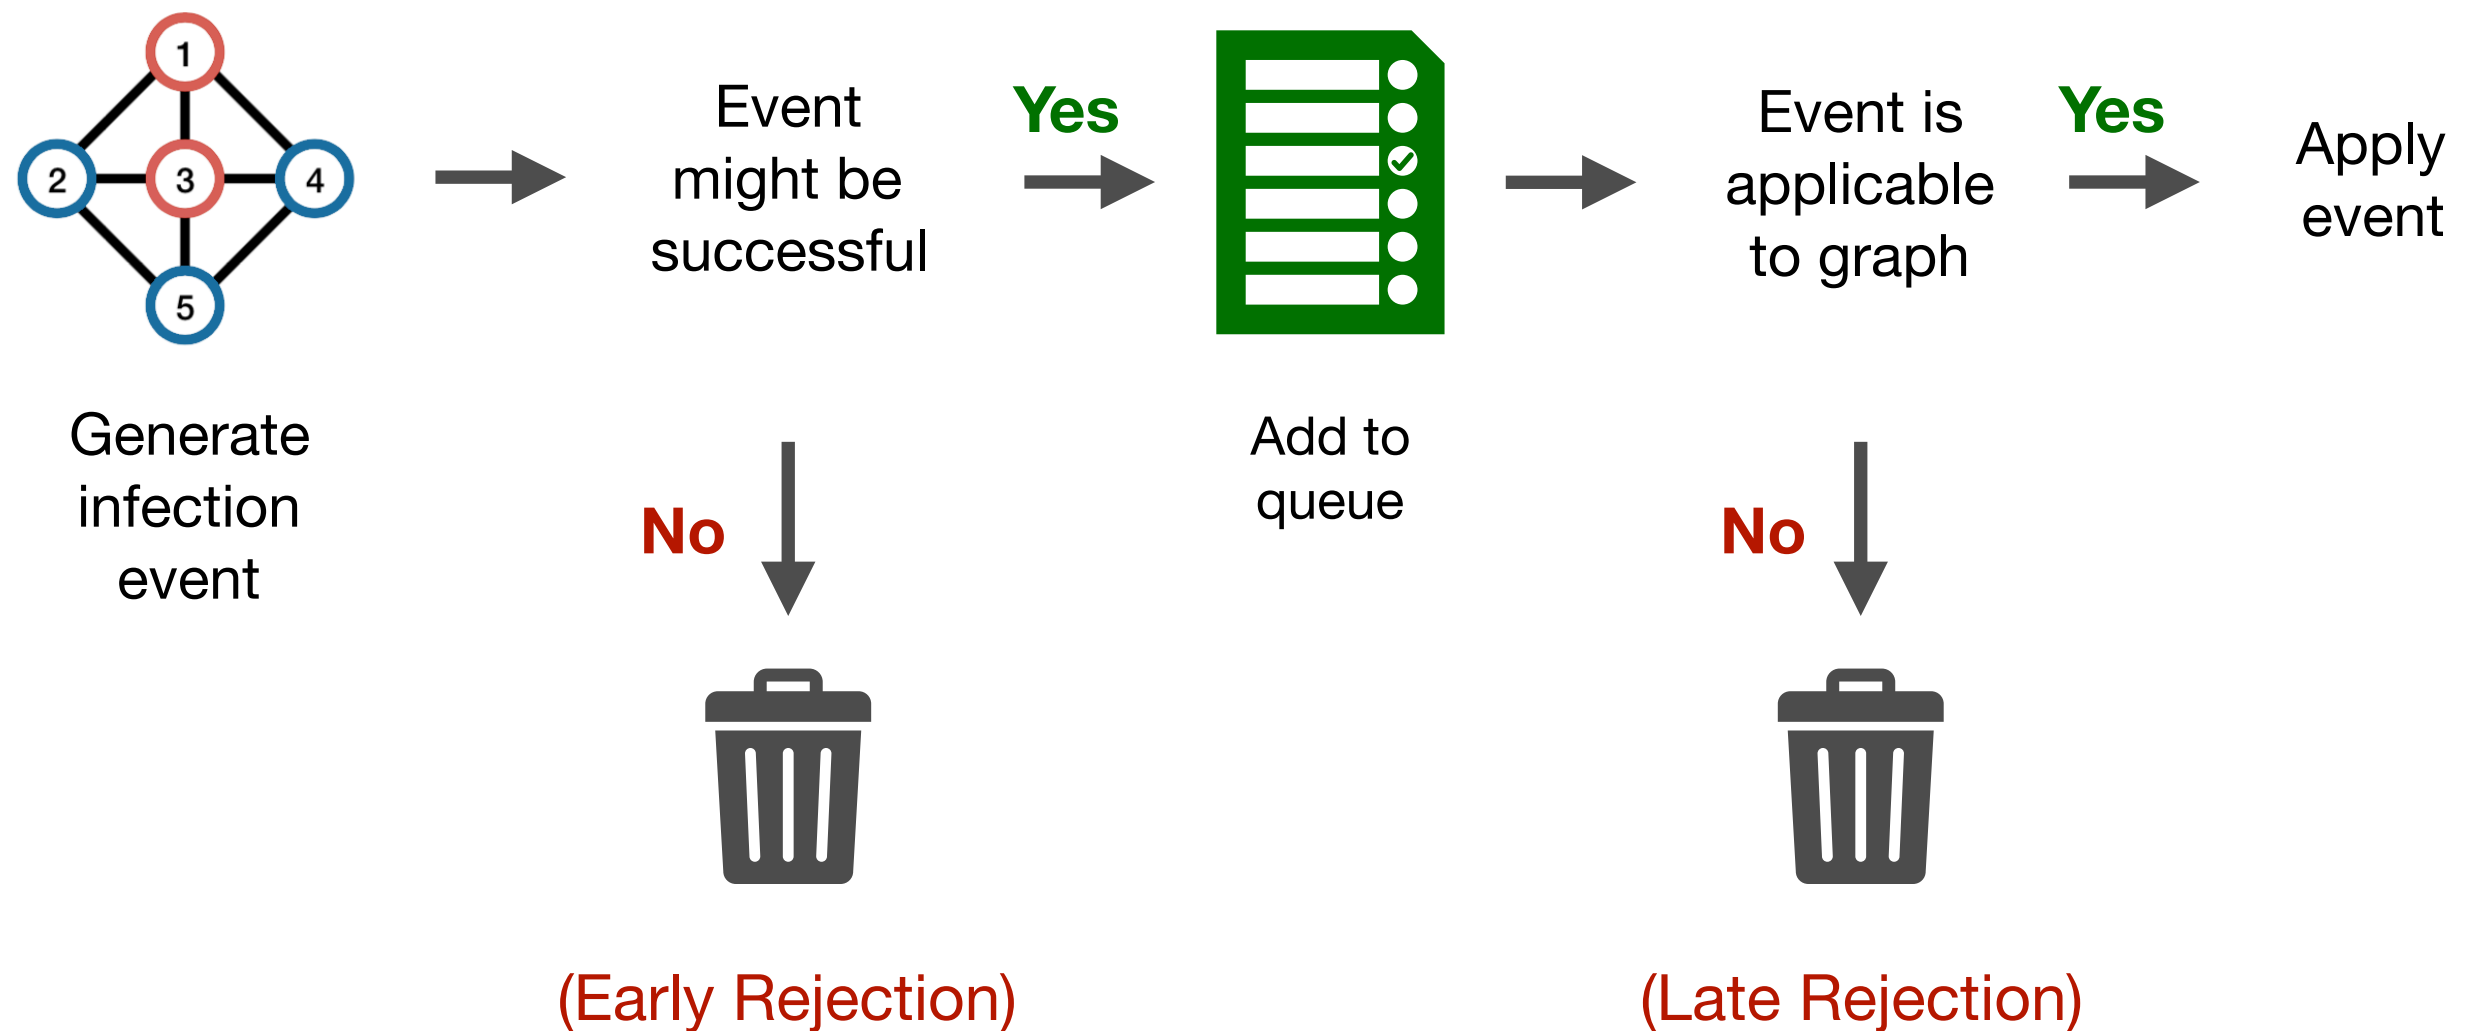 1
2
3
4
5
Generate
infection
event
Event
might be
successful
Yes
No
(Early Rejection)
Add to
queue
Event is
applicable
to graph
Yes
No
(Late Rejection)
Apply
event